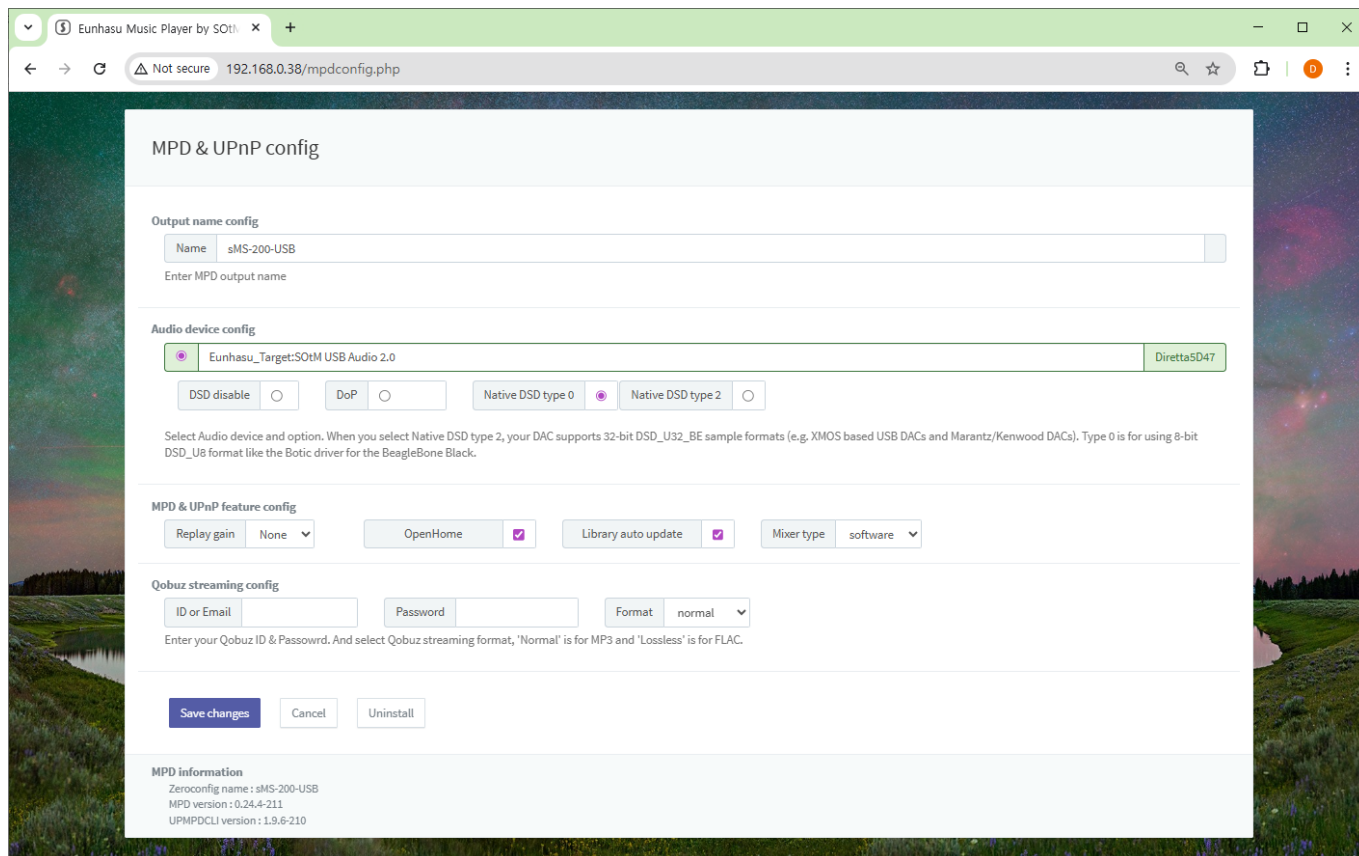 Eunhasu Music Player by SOtM
Not secure
192.168.0.38/mpdconfig.php
D
MPD & UPnP config
Output name config
Name
sMS-200-USB
Enter MPD output name
Audio device config
Eunhasu_Target:SOtM USB Audio 2.0
Diretta5D47
DSD disable
DoP
Native DSD type 0
Native DSD type 2
Select Audio device and option. When you select Native DSD type 2, your DAC supports 32-bit DSD_U32_BE sample formats (e.g. XMOS based USB DACs and Marantz/Kenwood DACs). Type 0 is for using 8-bit
DSD_U8 format like the Botic driver for the BeagleBone Black.
MPD & UPnP feature config
Replay gain
None
OpenHome
Library auto update
Mixer type
software
Qobuz streaming config
ID or Email
Password
Format
normal
Enter your Qobuz ID & Passowrd. And select Qobuz streaming format, 'Normal' is for MP3 and 'Lossless' is for FLAC.
Save changes
Cancel
Uninstall
MPD information
Zeroconfig name : sMS-200-USB
MPD version : 0.24.4-211
UPMPDCLI version : 1.9.6-210